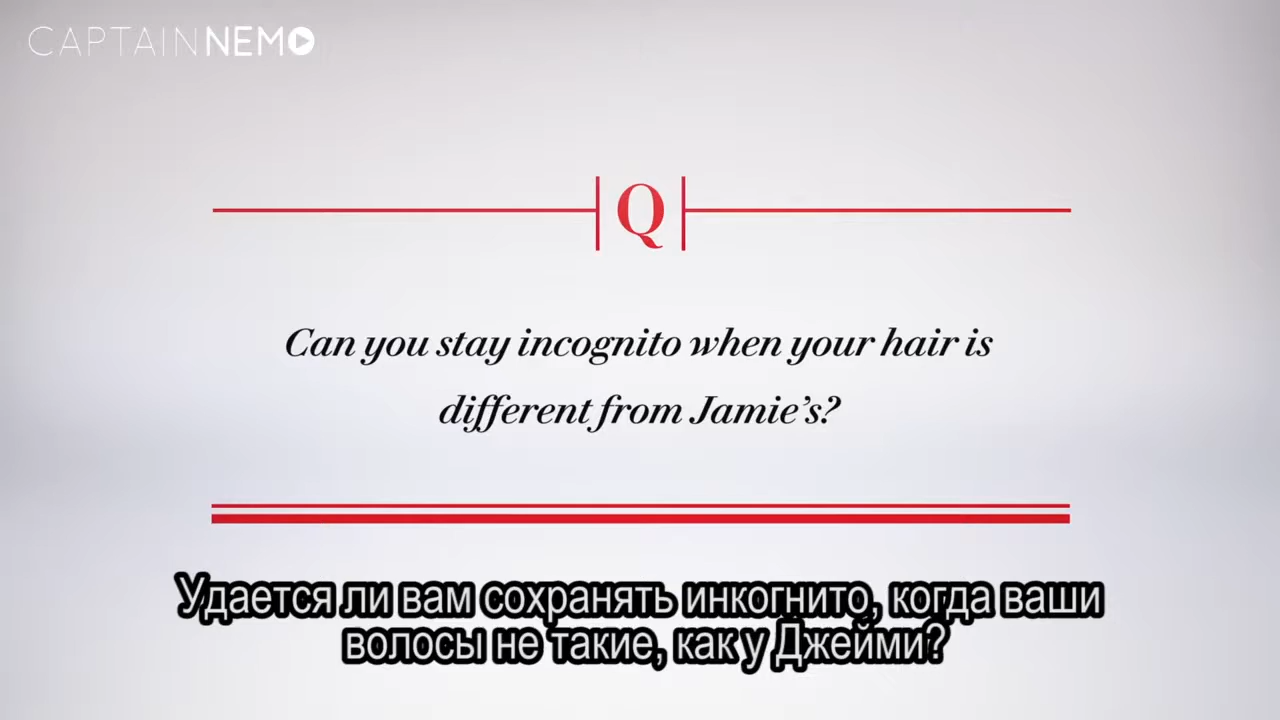 CAPTAINNEMO
Q
Can you stay incognito when your hair is
different from Jamie's?
Удается ли вам сохранять инкогнито, когда ваши
волосы не такие, как у Джейми?